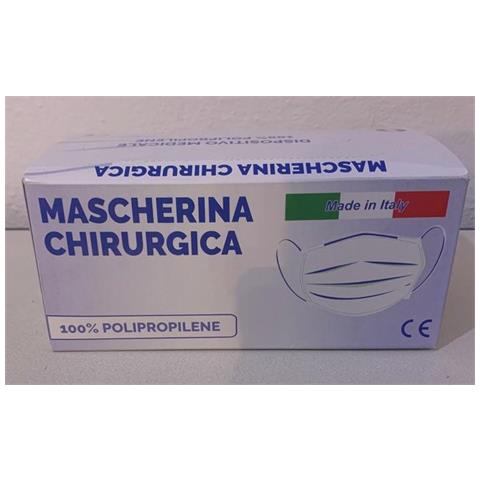 DISPOSITIVO MEDICALE
100% POLIPROPILENE
MASCHERINA CHIRURGICA
MASCHERINA
CHIRURGICA
Made in Italy
100% POLIPROPILENE
CE